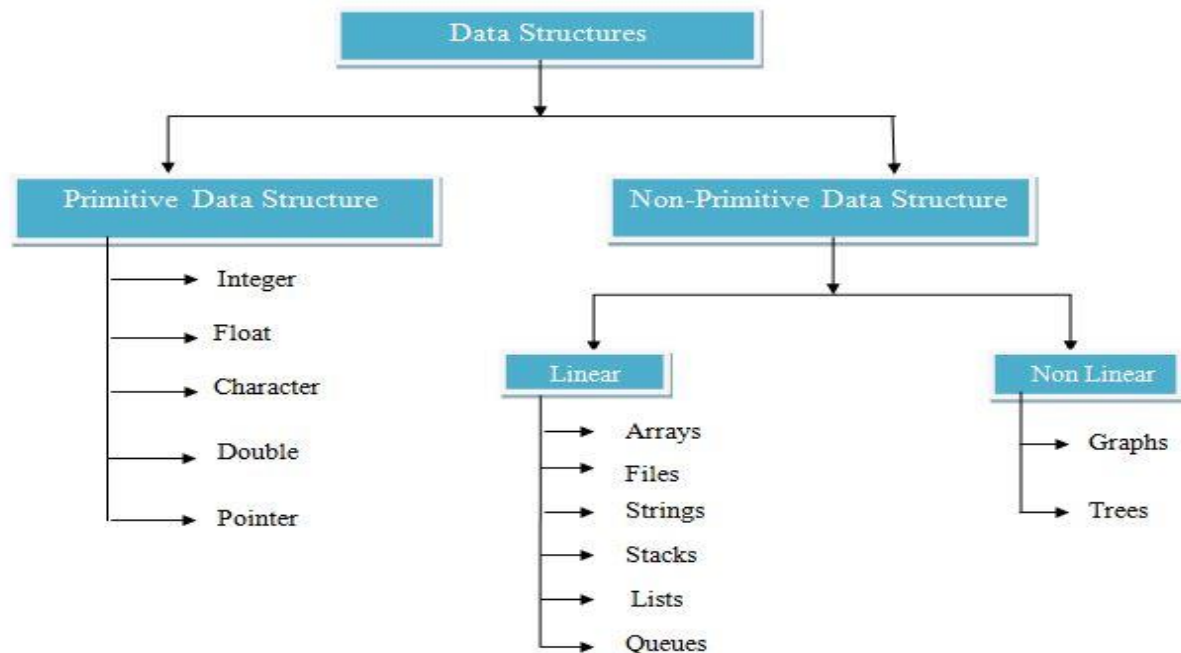 Data Structures
Primitive Data Structure
Integer
Float
Character
Double
Pointer
Non-Primitive Data Structure
Linear
Arrays
Files
Strings
Stacks
Lists
Queues
Non Linear
Graphs
Trees